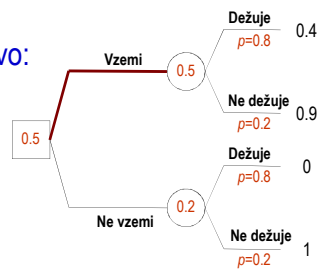 vo:
Dežuje
p=0.8
0.4
Vzemi
0.5
Ne dežuje
p=0.2
0.9
0.5
Dežuje
p=0.8
0
0.2
Ne vzemi
Ne dežuje
p=0.2
1